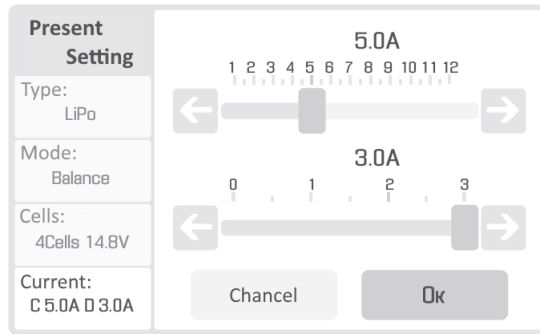 Present
Setting
Type:
LiPo
Mode:
Balance
Cells:
4Cells 14.8V
Current:
C 5.0A D 3.0A
5.0A
1 2 3 4 5 6 7 8 9 10 11 12
3.0A
0 1 2 3
Chancel
Ok